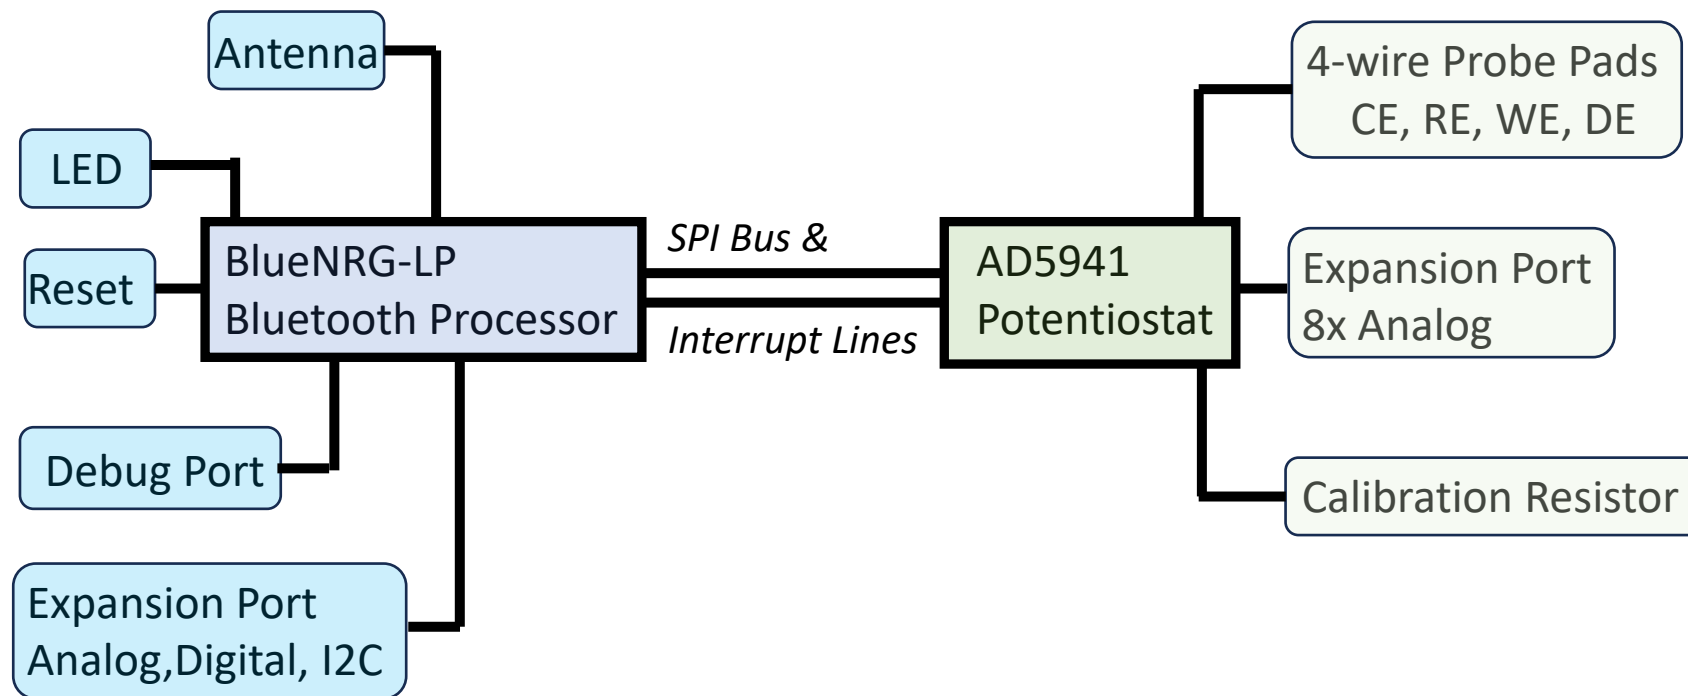 Antenna
LED
Reset
BlueNRG-LP
Bluetooth Processor
Debug Port
Expansion Port
Analog,Digital, I2C
SPI Bus &
Interrupt Lines
AD5941
Potentiostat
4-wire Probe Pads
CE, RE, WE, DE
Expansion Port
8x Analog
Calibration Resistor